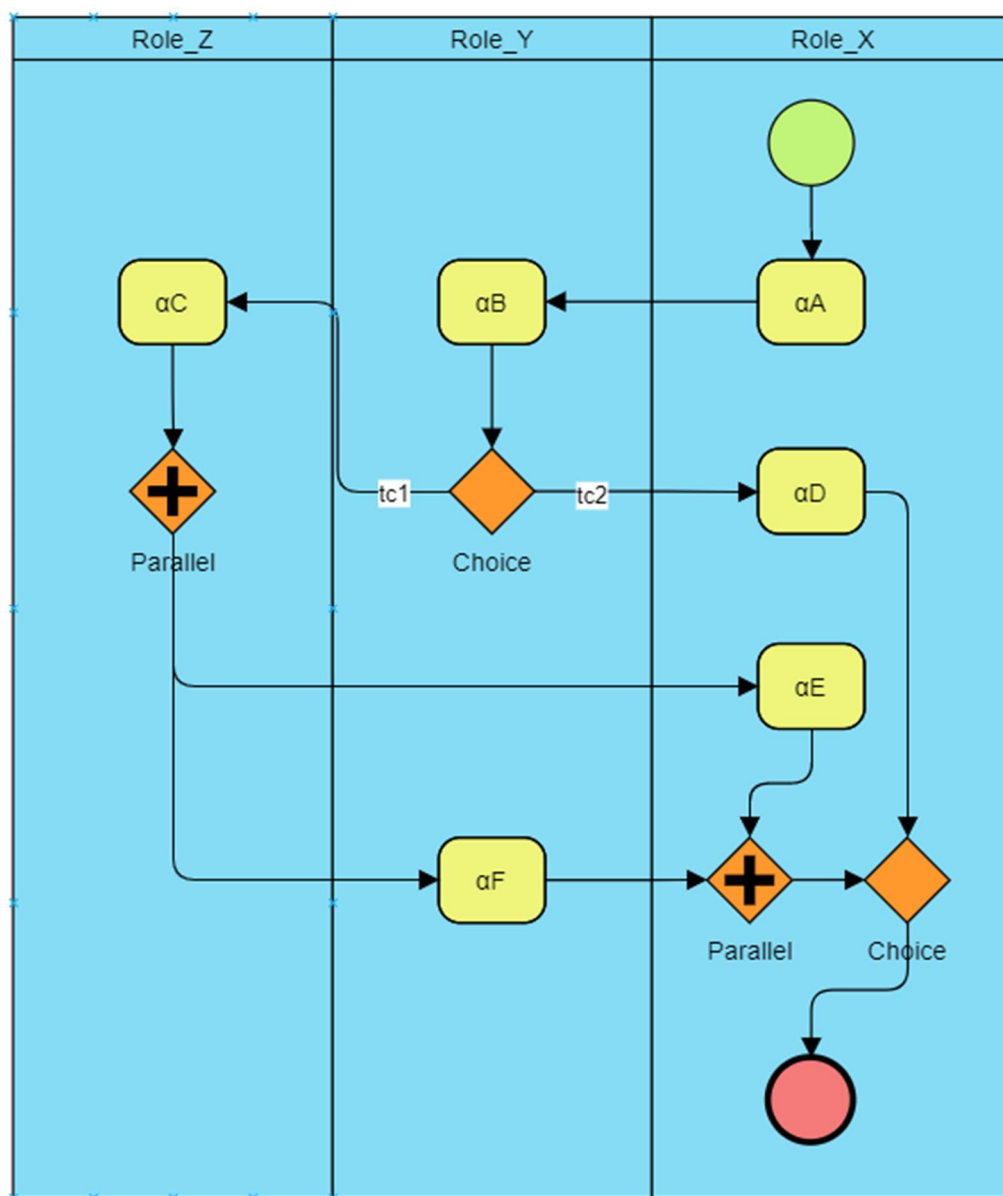 Role_Z
Role_Y
Role_X
αC
αB
αA
tc1
tc2
αD
Parallel
Choice
αE
αF
Parallel
Choice